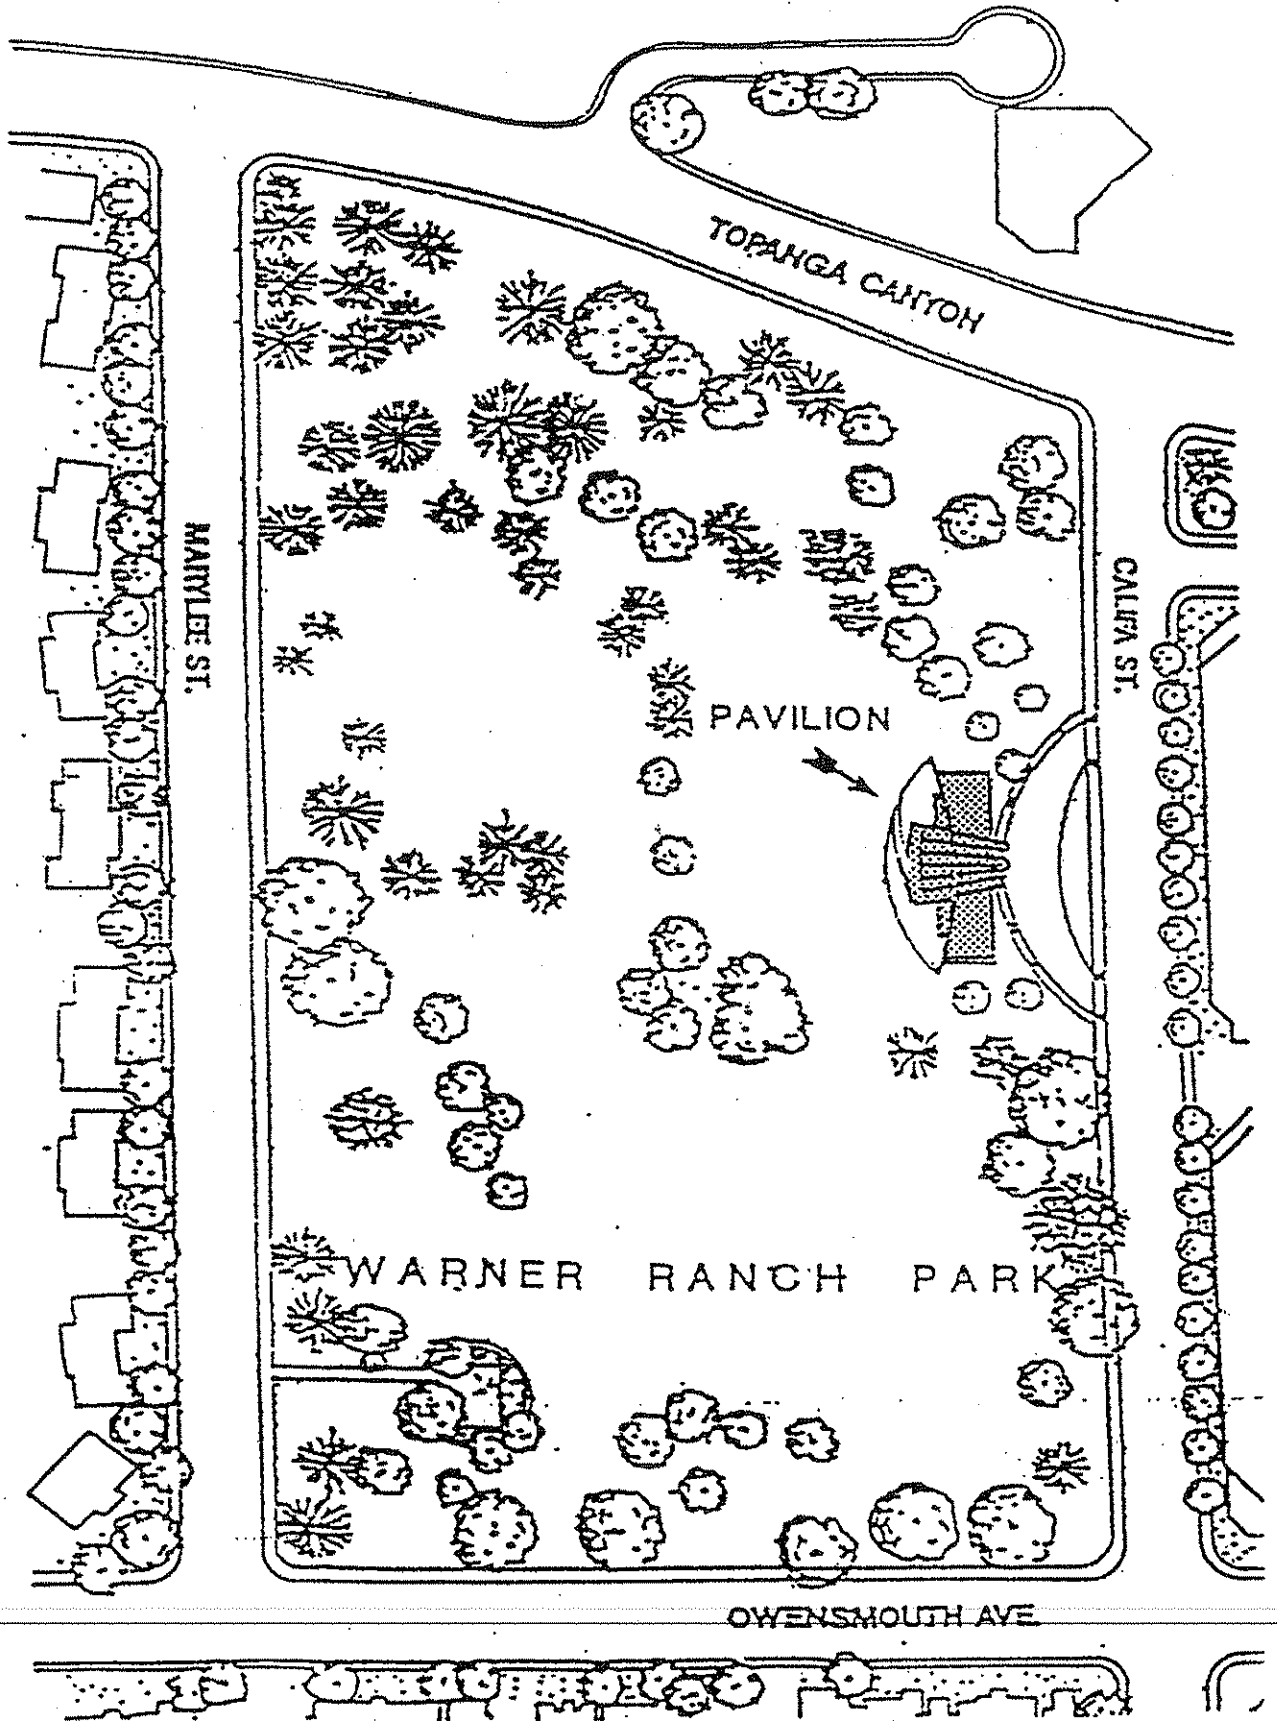 TOPANGA CANYON
MARYLEE ST.
CALIFA ST.
PAVILION
WARNER RANCH PARK
OWENSMOUTH AVE.